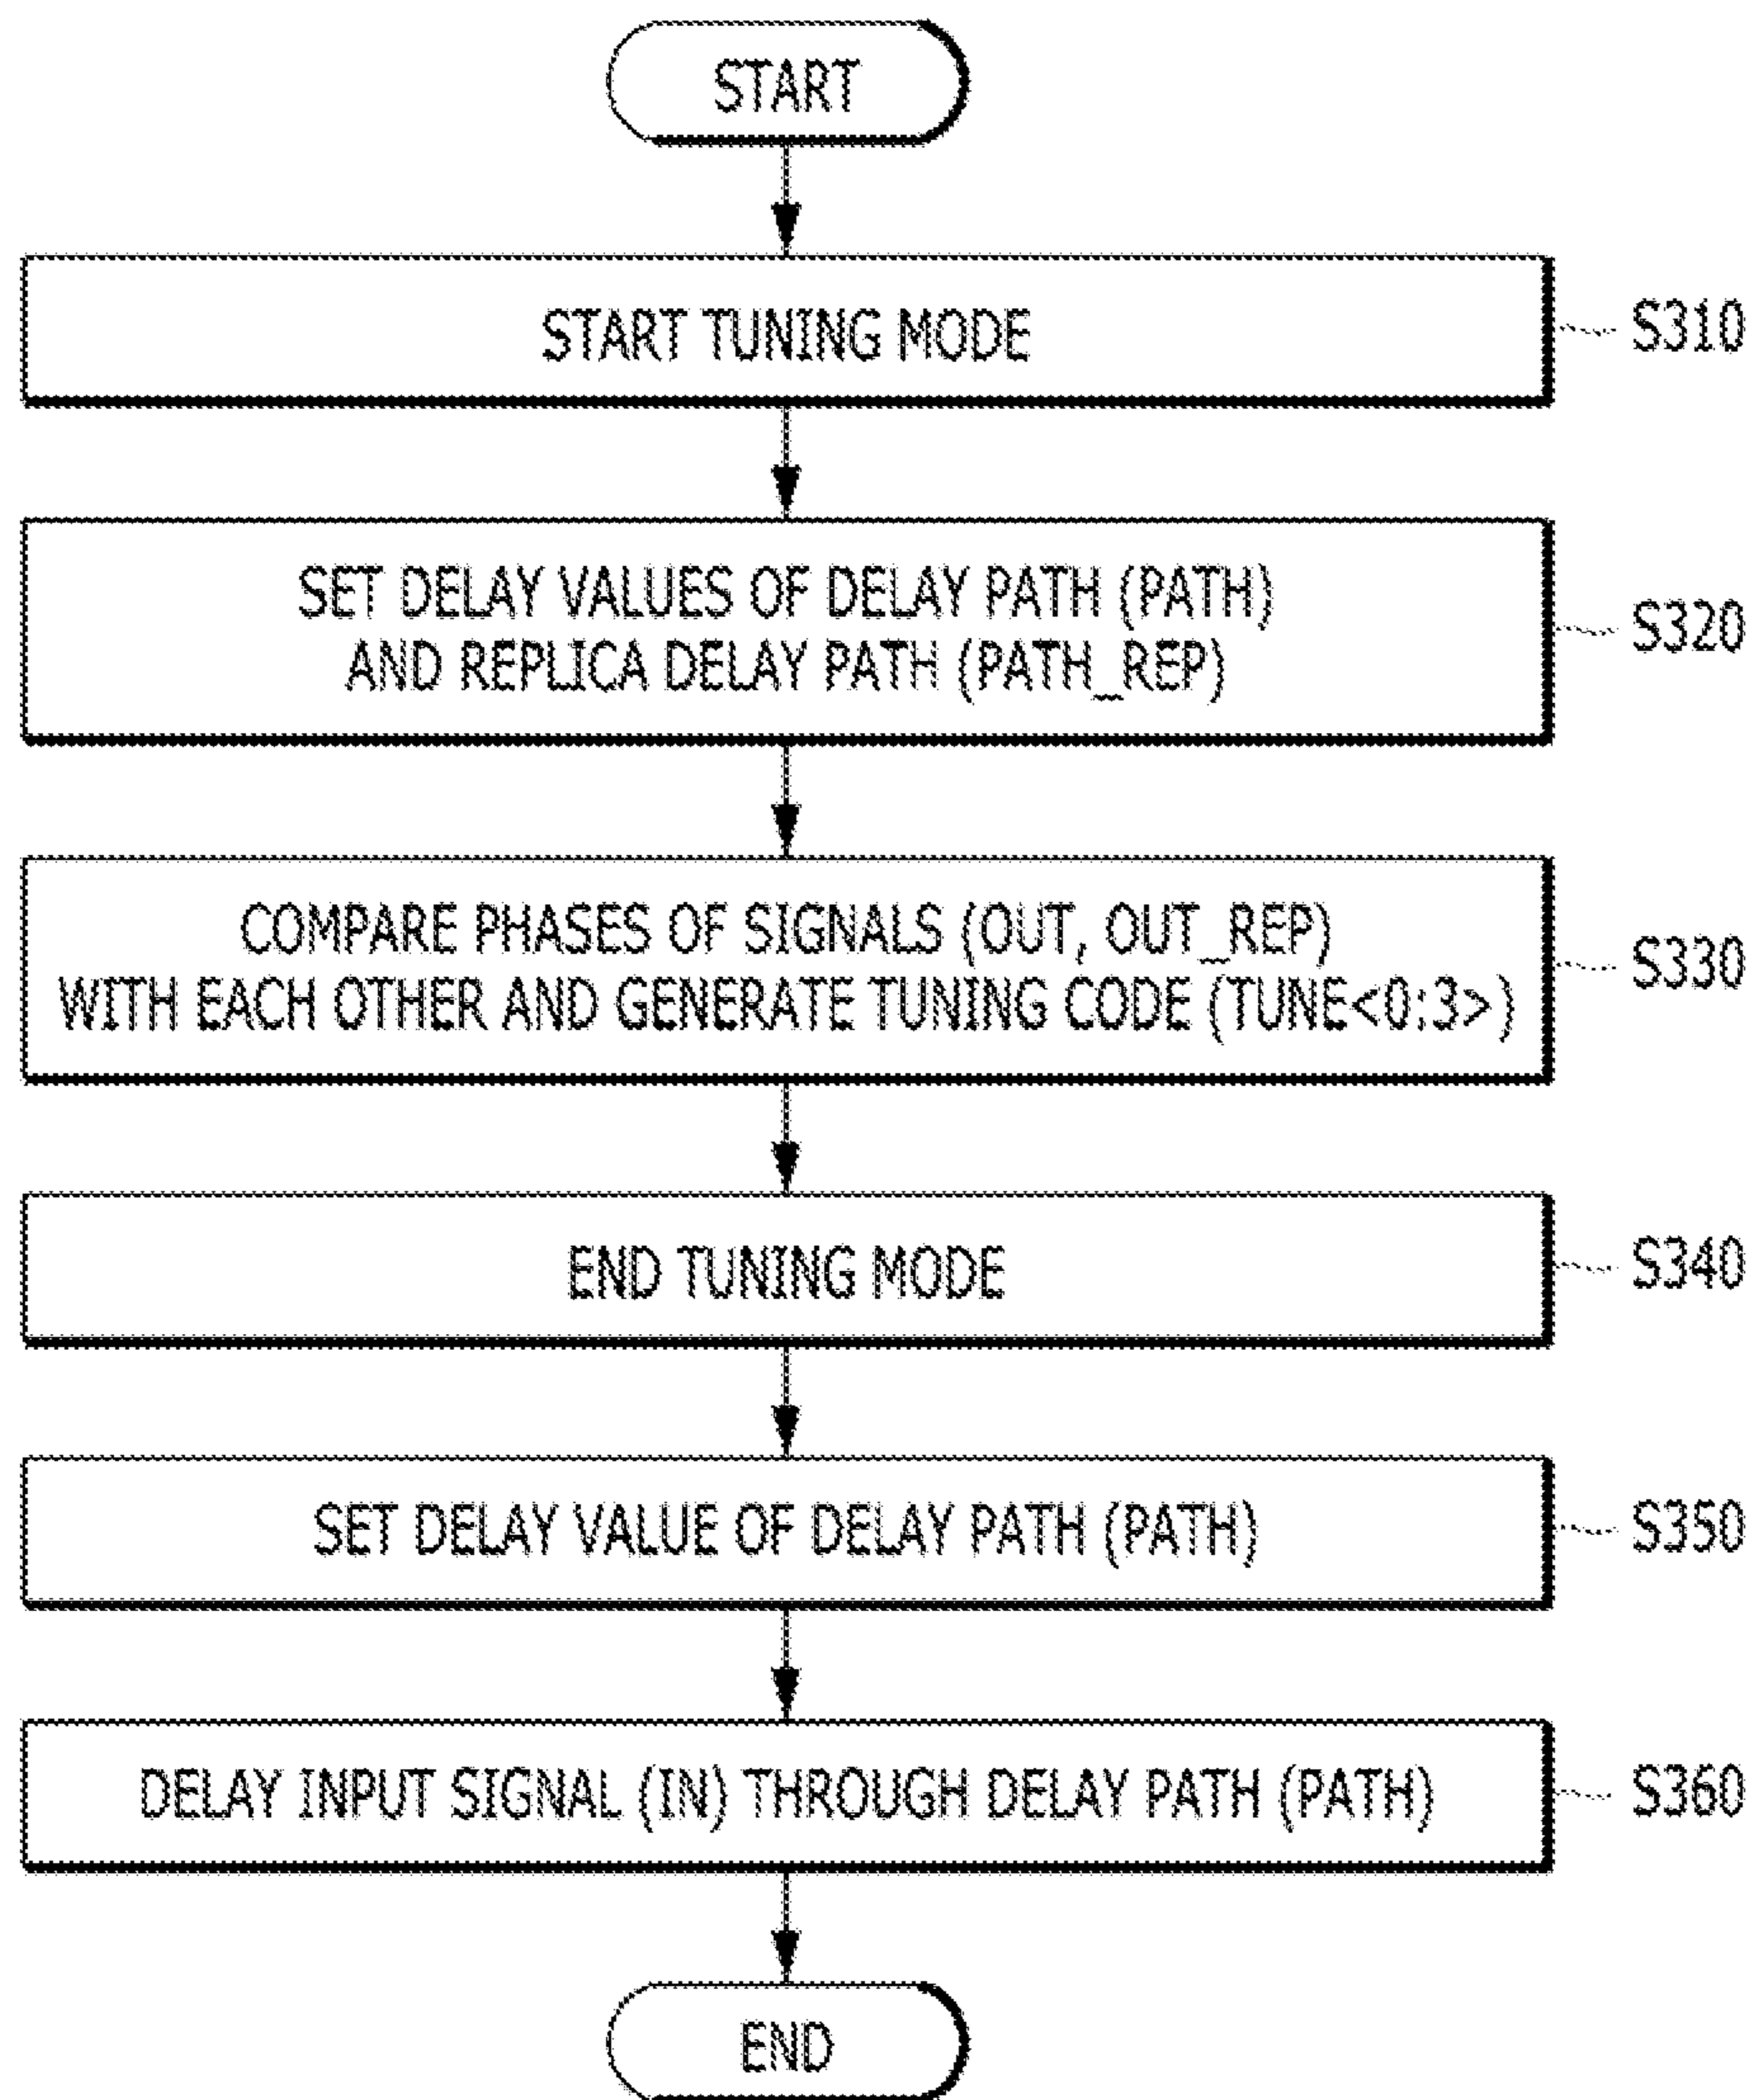 START
START TUNING MODE
S310
SET DELAY VALUES OF DELAY PATH (PATH)
AND REPLICA DELAY PATH (PATH_REP)
S320
COMPARE PHASES OF SIGNALS (OUT, OUT_REP)
WITH EACH OTHER AND GENERATE TUNING CODE (TUNE<0:3>)
S330
END TUNING MODE
S340
SET DELAY VALUE OF DELAY PATH (PATH)
S350
DELAY INPUT SIGNAL (IN) THROUGH DELAY PATH (PATH)
S360
END